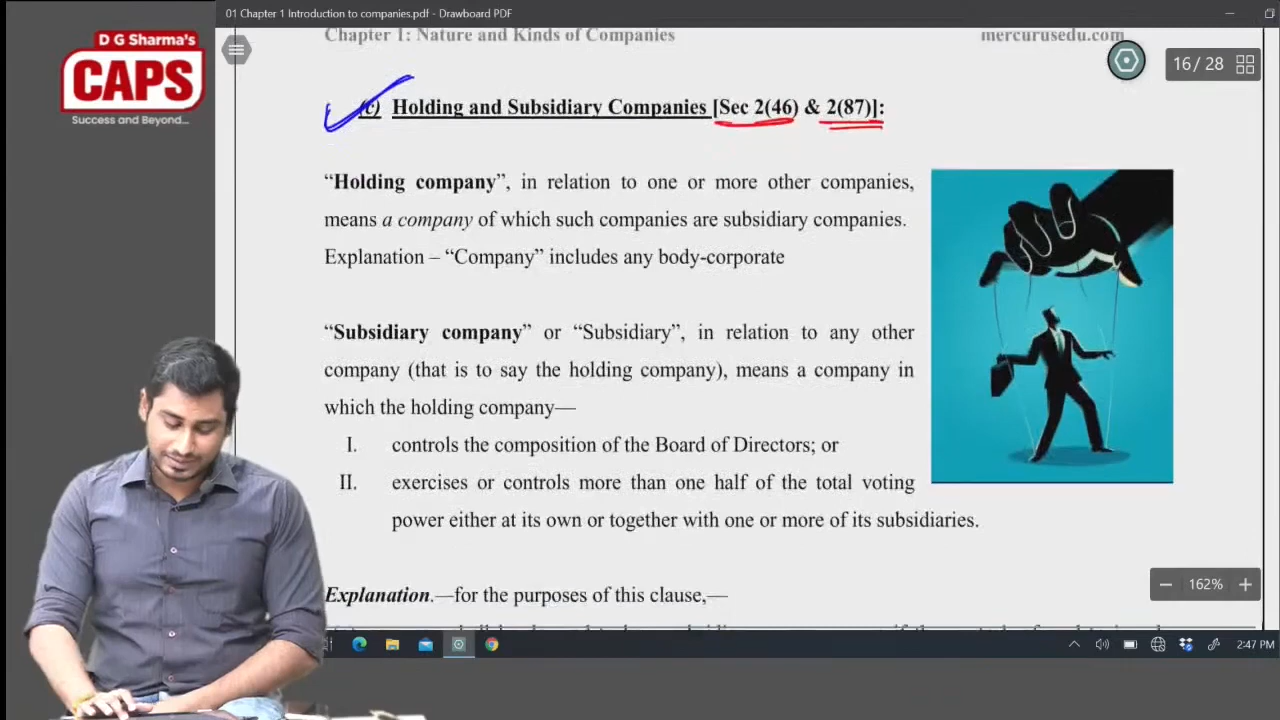 01 Chapter 1 Introduction to companies.pdf - Drawboard PDF
D G Sharma's
CAPS
Success and Beyond...
Chapter 1: Nature and Kinds of Companies mercurusedu.com
16 / 28
(c) Holding and Subsidiary Companies [Sec 2(46) & 2(87)]:
“Holding company”, in relation to one or more other companies,
means a company of which such companies are subsidiary companies.
Explanation – “Company” includes any body-corporate
“Subsidiary company” or “Subsidiary”, in relation to any other
company (that is to say the holding company), means a company in
which the holding company—
I. controls the composition of the Board of Directors; or
II. exercises or controls more than one half of the total voting
power either at its own or together with one or more of its subsidiaries.
Explanation.—for the purposes of this clause,—
162%
2:47 PM